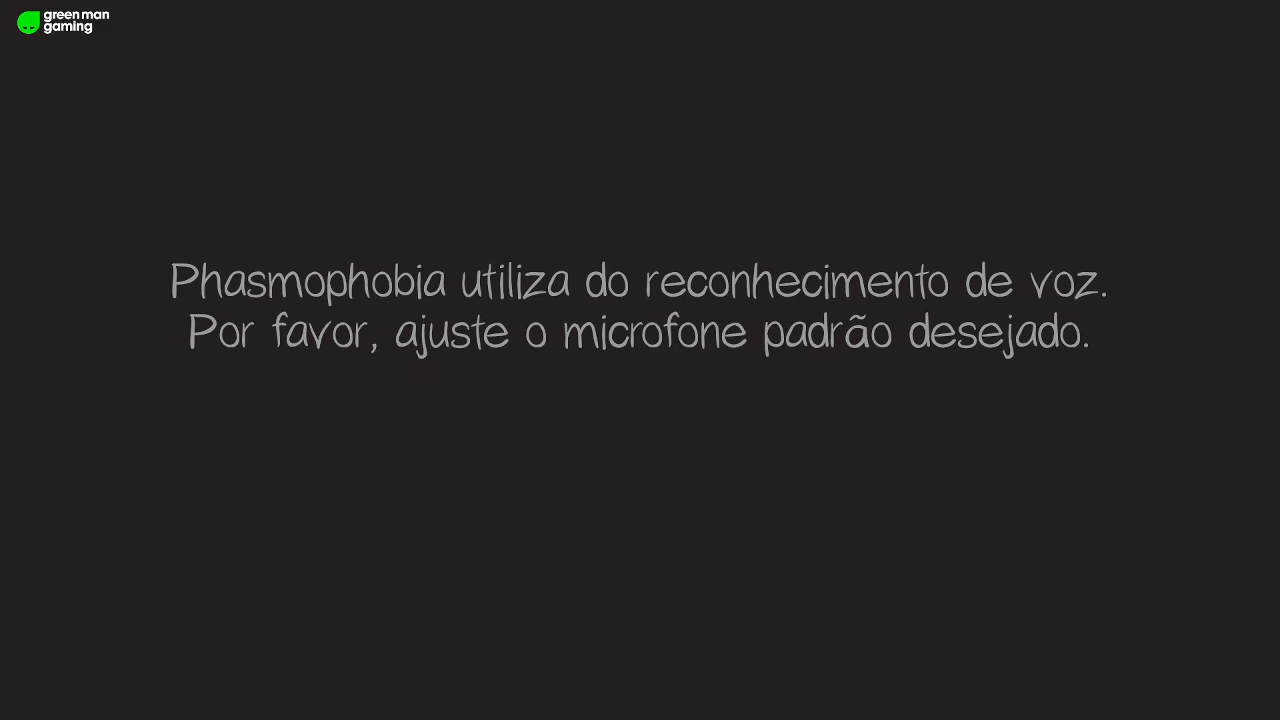 green man
gaming
Phasmophobia utiliza do reconhecimento de voz.
Por favor, ajuste o microfone padrão desejado.